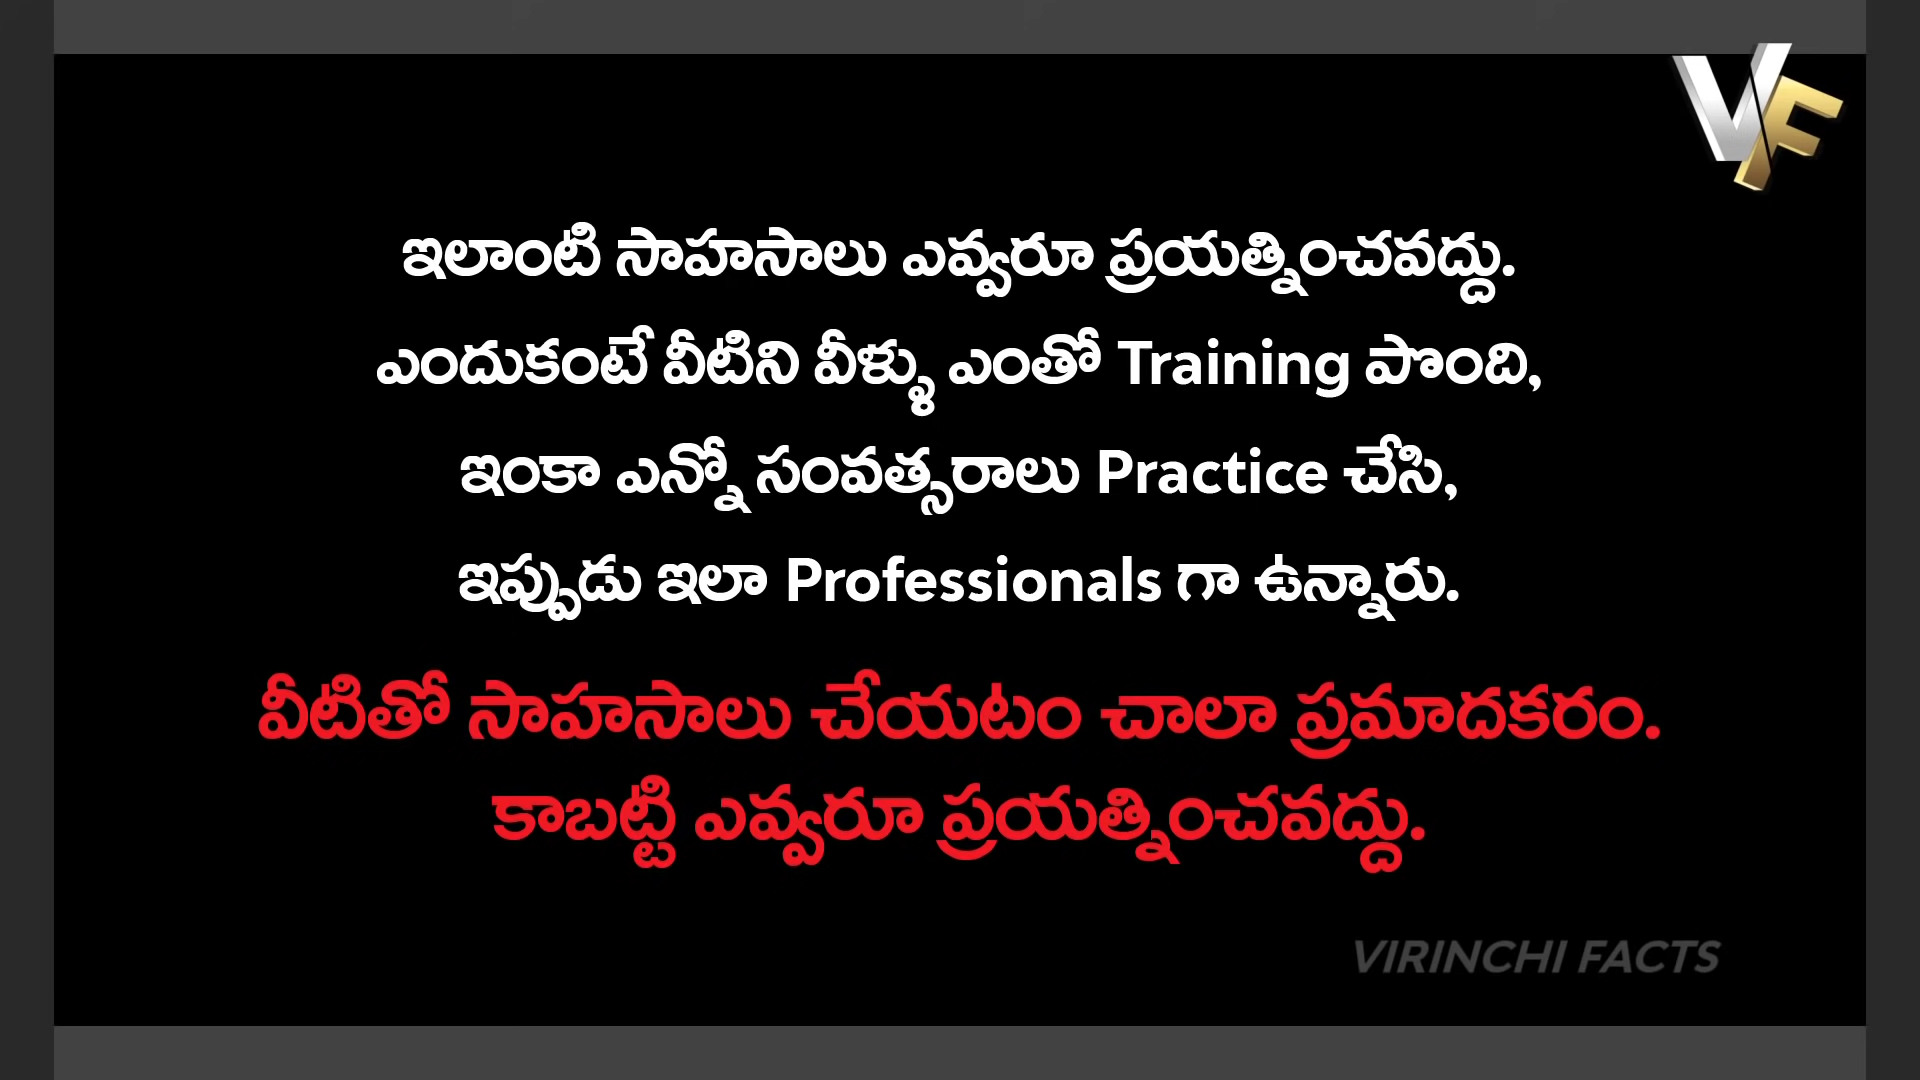 VF
ఇలాంటి సాహసాలు ఎవ్వరూ ప్రయత్నించవద్దు.
ఎందుకంటే వీటిని వీళ్ళు ఎంతో Training పొంది,
ఇంకా ఎన్నో సంవత్సరాలు Practice చేసి,
ఇప్పుడు ఇలా Professionals గా ఉన్నారు.
వీటితో సాహసాలు చేయటం చాలా ప్రమాదకరం.
కాబట్టి ఎవ్వరూ ప్రయత్నించవద్దు.
VIRINCHI FACTS